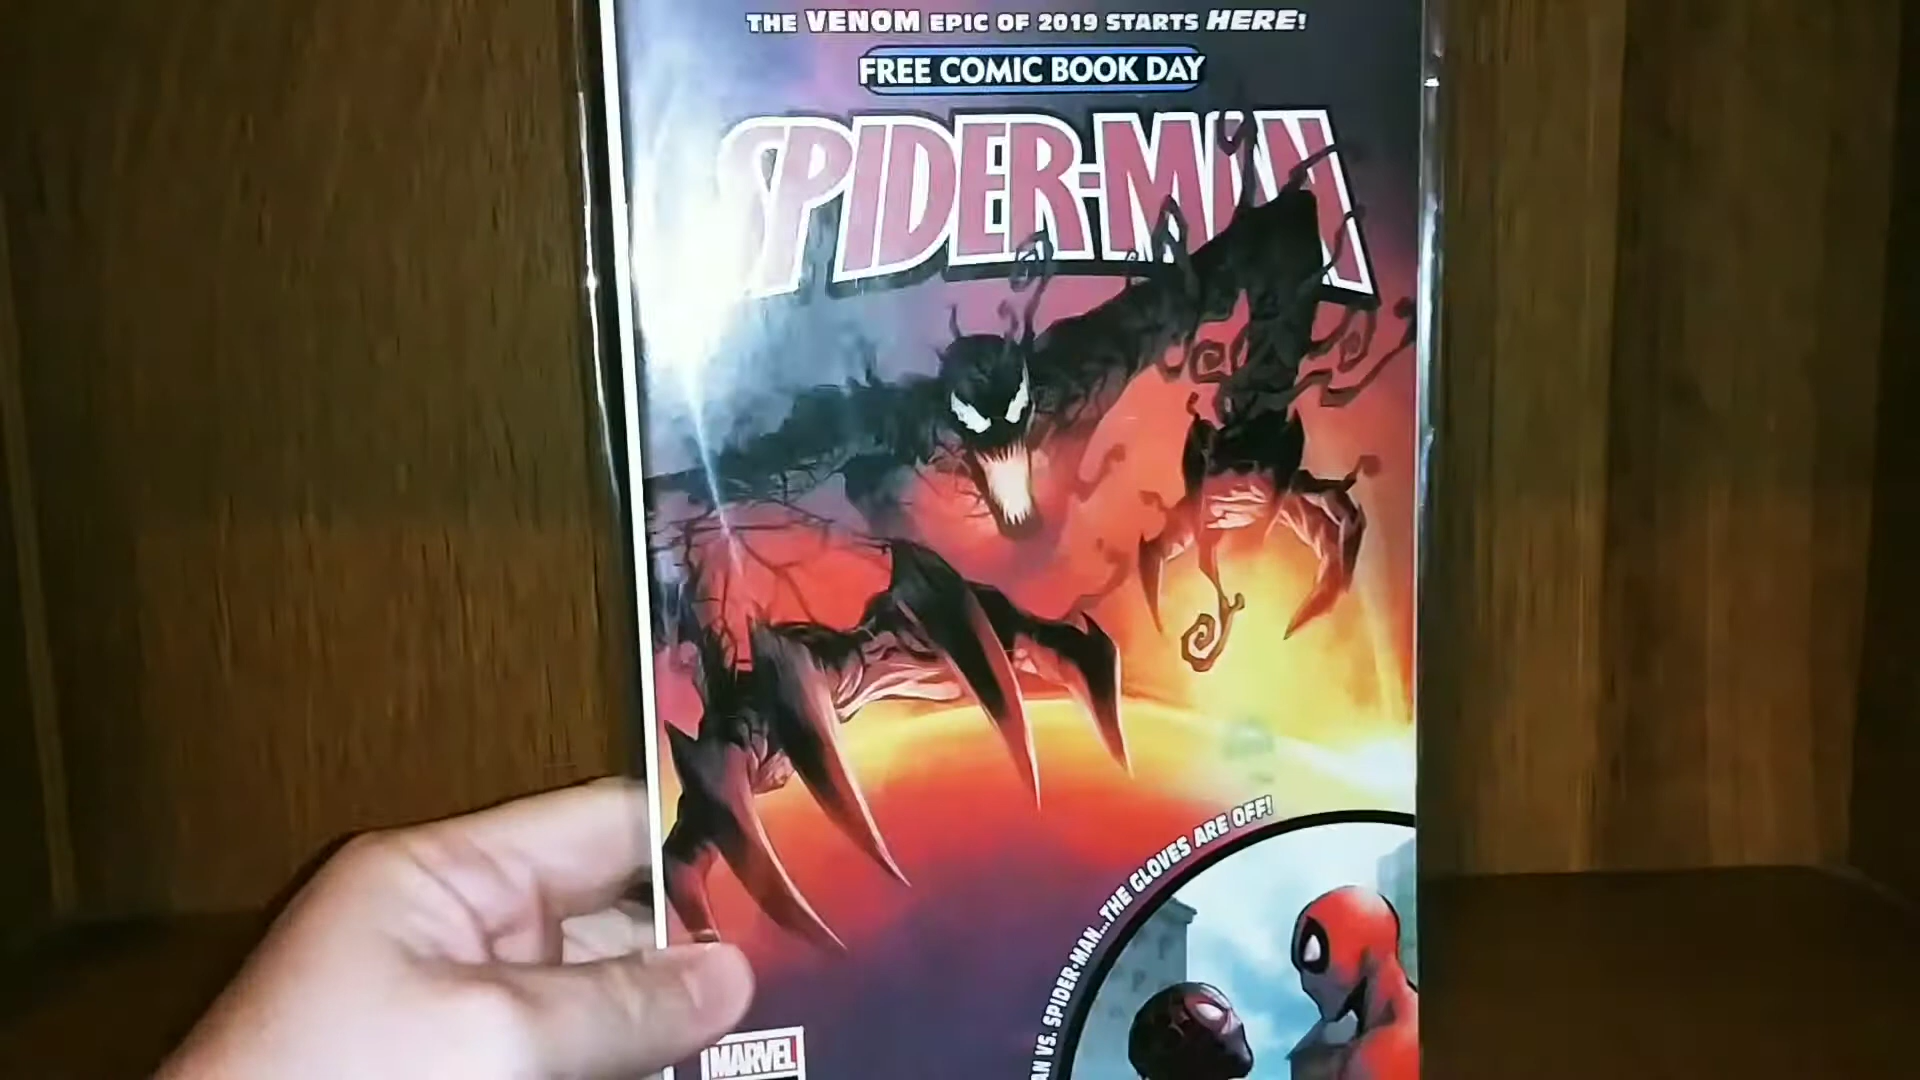 THE VENOM EPIC OF 2019 STARTS HERE!
FREE COMIC BOOK DAY
SPIDER-MAN
VS. SPIDER-MAN...THE GLOVES ARE OFF!
MARVEL